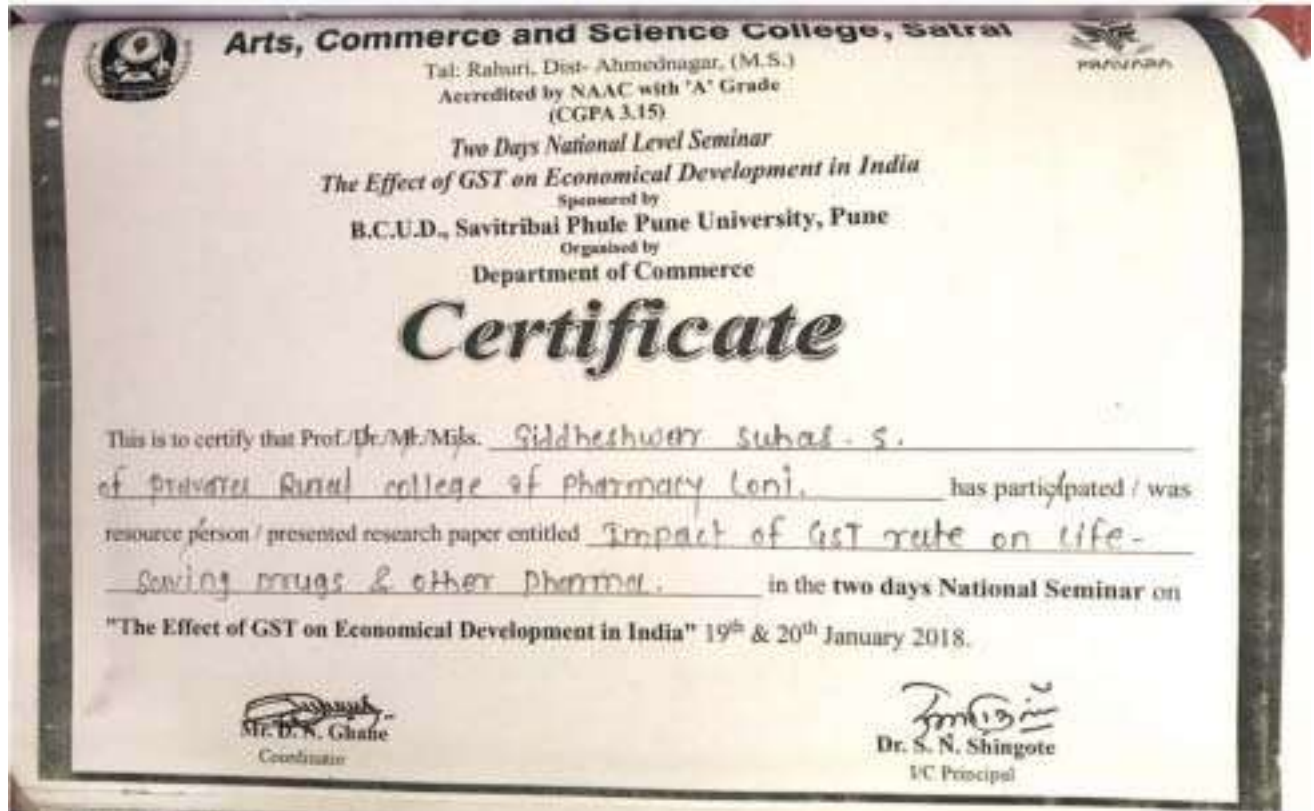 Arts, Commerce and Science College, Satral
PRAVARA
Tal: Rahuri, Dist- Ahmednagar, (M.S.)
Accredited by NAAC with 'A' Grade
(CGPA 3.15)
Two Days National Level Seminar
The Effect of GST on Economical Development in India
Sponsored by
B.C.U.D., Savitribai Phule Pune University, Pune
Organised by
Department of Commerce
Certificate
This is to certify that Prof./Dr./Mr./Miss. Siddheshwar Suhas. S.
of Pravara Rural college of Pharmacy Loni. has participated / was
resource person / presented research paper entitled Impact of GST rate on Life-
Saving Drugs & other Pharma. in the two days National Seminar on
"The Effect of GST on Economical Development in India" 19th & 20th January 2018.
Mr. D. N. Ghane
Coordinator
Dr. S. N. Shingote
I/C Principal